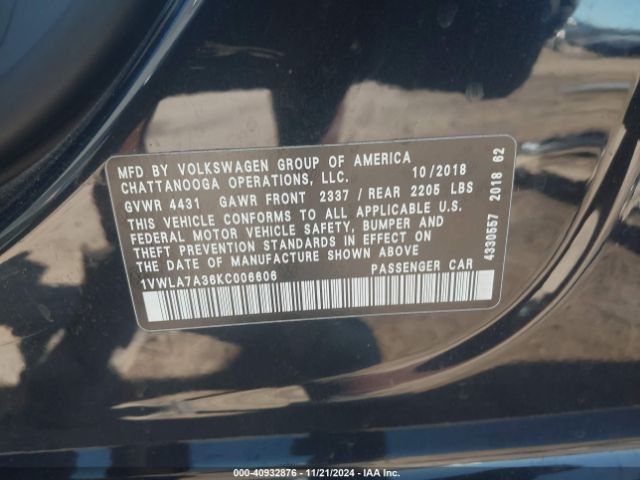 MFD BY VOLKSWAGEN GROUP OF AMERICA
CHATTANOOGA OPERATIONS, LLC. 10/2018
GVWR 4431 GAWR FRONT 2337 / REAR 2205 LBS
THIS VEHICLE CONFORMS TO ALL APPLICABLE U.S.
FEDERAL MOTOR VEHICLE SAFETY, BUMPER AND
THEFT PREVENTION STANDARDS IN EFFECT ON
THE DATE OF MANUFACTURE SHOWN ABOVE
1VWLA7A36KC006606 PASSENGER CAR
4330557 2018 62
000-40932876 - 11/21/2024 - IAA Inc.